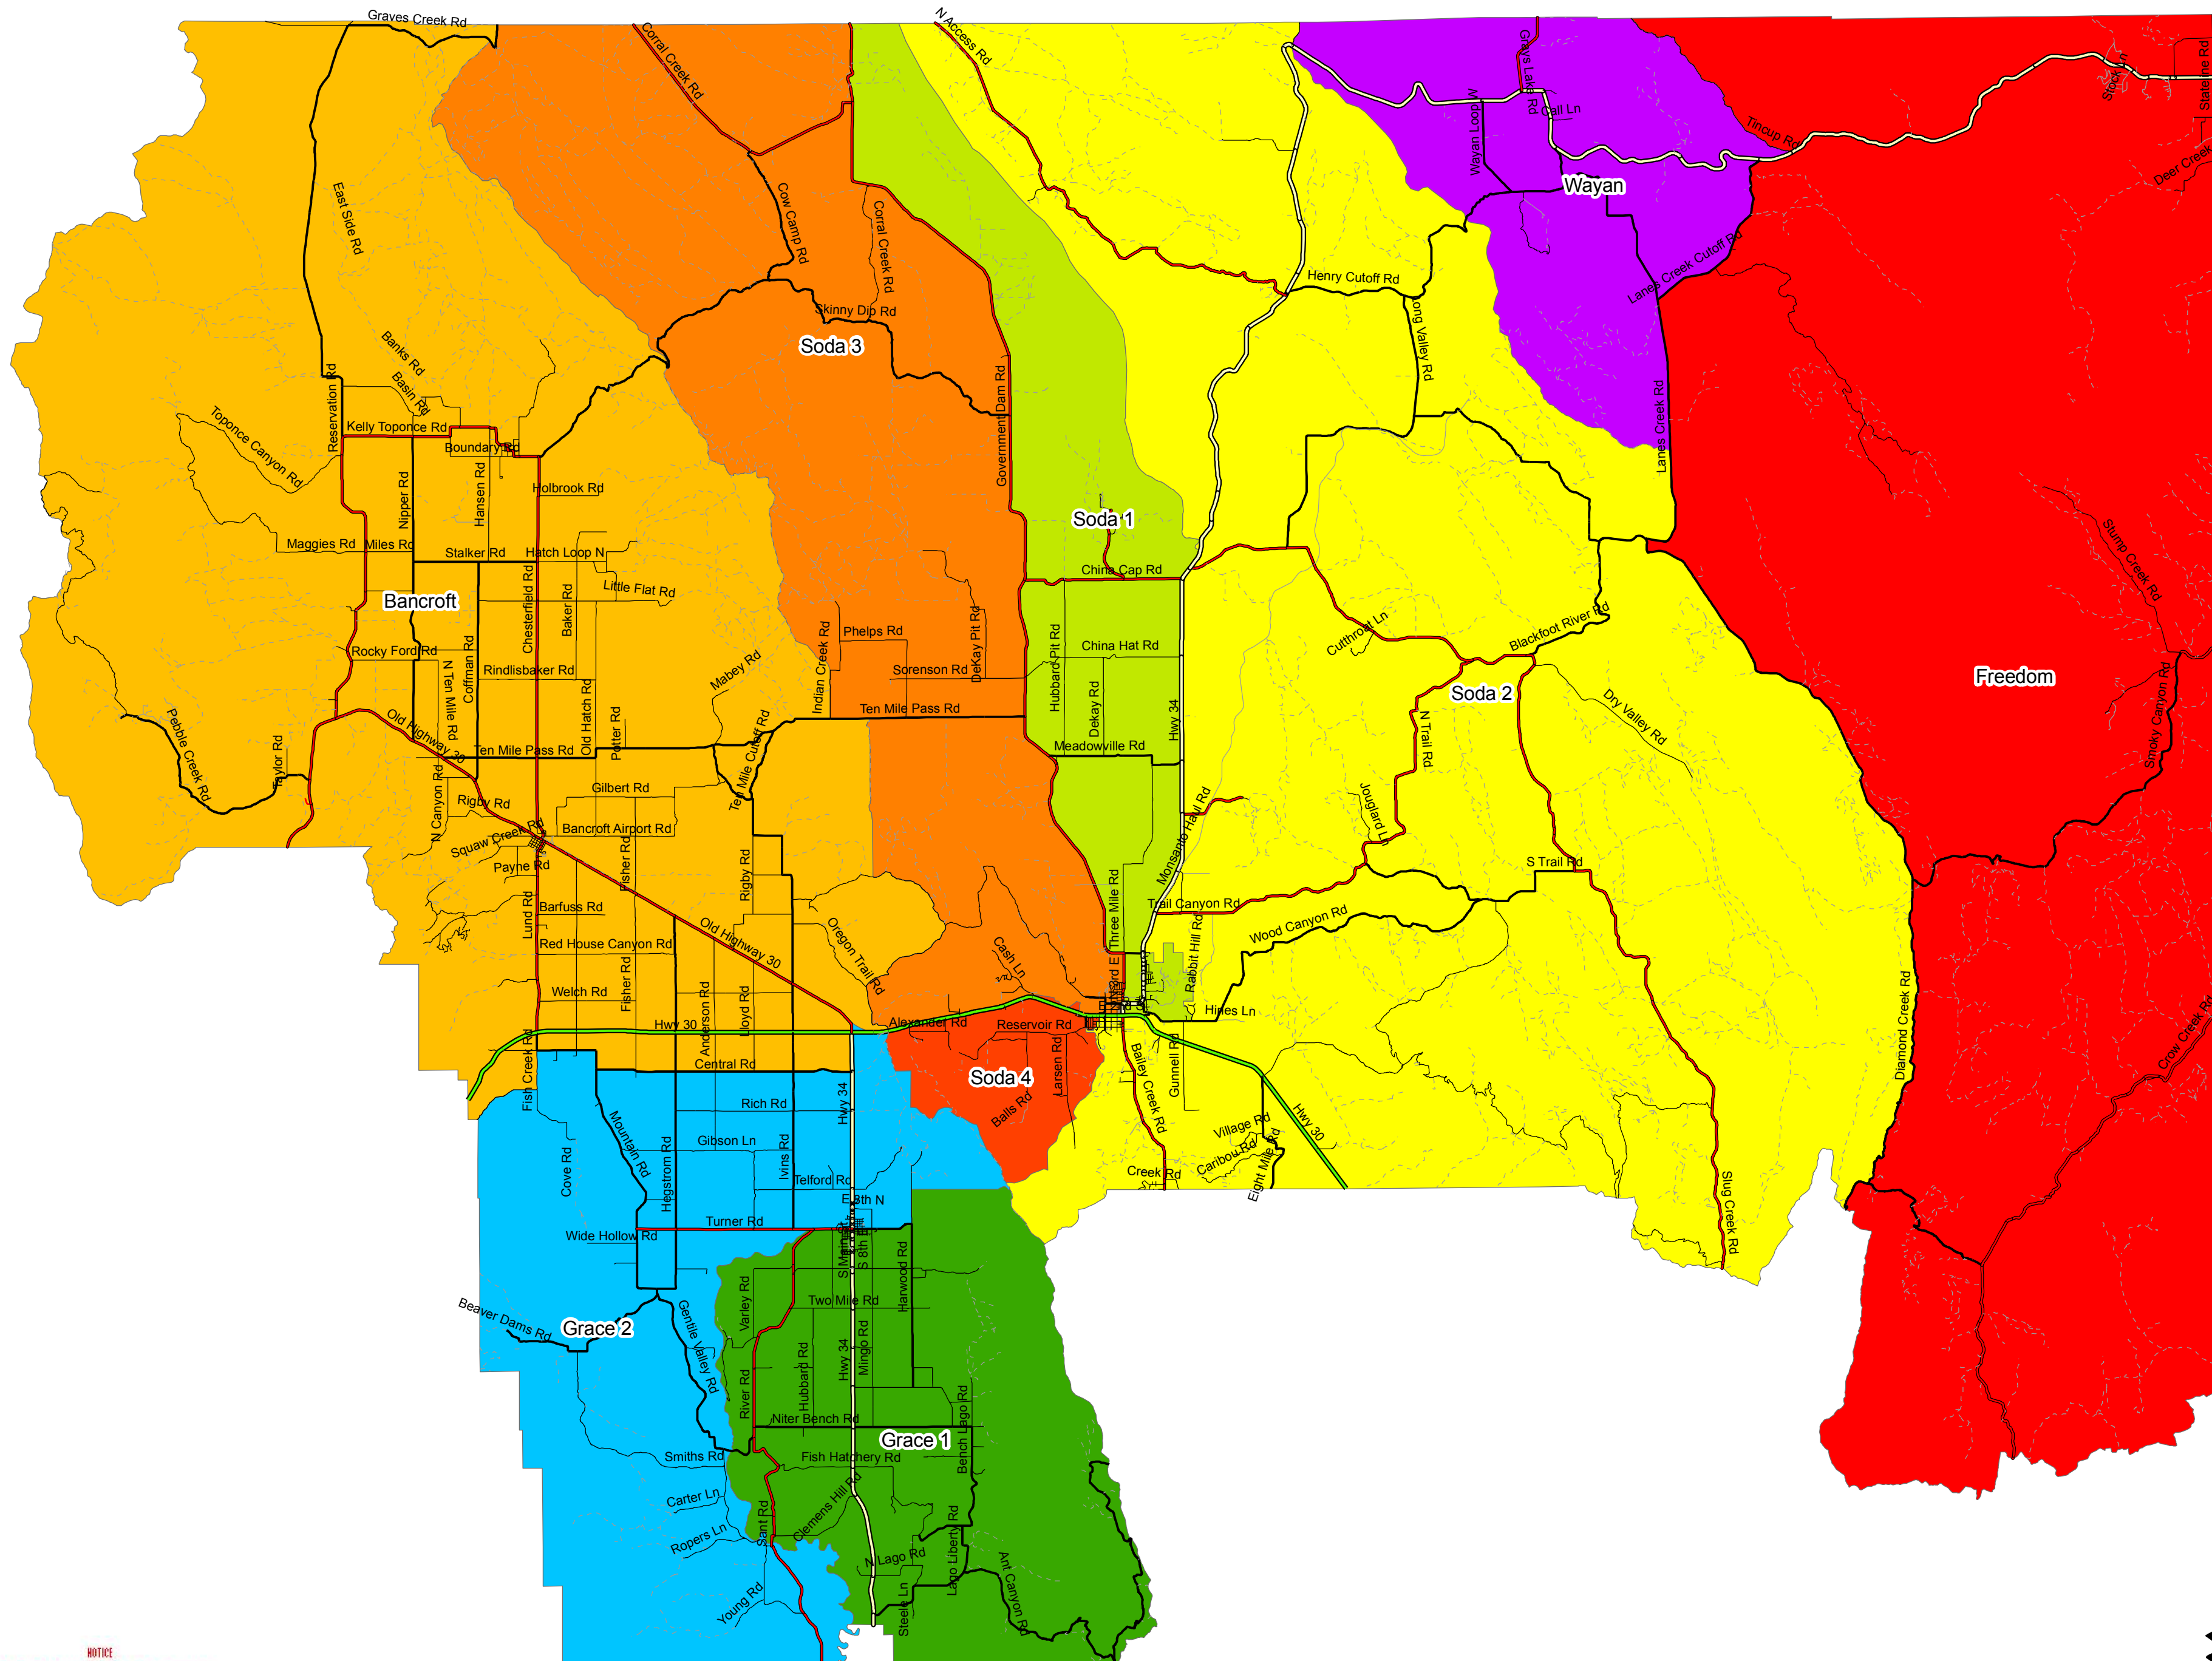 Graves Creek Rd
Corral Creek Rd
N Access Rd
Grays Lake Rd
Stateline Rd
Stock Ln
Call Ln
Wayan Loop W
Tincup Rd
Deer Creek
Wayan
East Side Rd
Cow Camp Rd
Corral Creek Rd
Lanes Creek Cutoff Rd
Henry Cutoff Rd
Skinny Dip Rd
Long Valley Rd
Soda 3
Banks Rd
Basin Rd
Reservation Rd
Government Dam Rd
Lanes Creek Rd
Toponce Canyon Rd
Kelly Toponce Rd
Boundary Rd
Nipper Rd
Hansen Rd
Holbrook Rd
Soda 1
Stump Creek Rd
Maggies Rd
Miles Rd
Stalker Rd
Hatch Loop N
China Cap Rd
Bancroft
Chesterfield Rd
Baker Rd
Little Flat Rd
Blackfoot River Rd
Cutthroat Ln
Indian Creek Rd
Phelps Rd
DeKay Pit Rd
Hubbard Pit Rd
China Hat Rd
Rocky Ford Rd
N Ten Mile Rd
Coffman Rd
Rindlisbaker Rd
Mabey Rd
Sorenson Rd
Dekay Rd
Soda 2
Freedom
Dry Valley Rd
Smoky Canyon Rd
Pebble Creek Rd
Old Highway 30
Old Hatch Rd
Potter Rd
Ten Mile Pass Rd
Hwy 34
N Trail Rd
Taylor Rd
Ten Mile Pass Rd
Ten Mile Cutoff Rd
Meadowville Rd
N Canyon Rd
Rigby Rd
Gilbert Rd
Monsanto Haul Rd
Jouglard Ln
Squaw Creek Rd
Bancroft Airport Rd
Payne Rd
Fisher Rd
Rigby Rd
S Trail Rd
Lund Rd
Barfuss Rd
Three Mile Rd
Trail Canyon Rd
Oregon Trail Rd
Old Highway 30
Wood Canyon Rd
Red House Canyon Rd
Cash Ln
Rabbit Hill Rd
Fisher Rd
Anderson Rd
Lloyd Rd
Welch Rd
Hines Ln
Diamond Creek Rd
Crow Creek Rd
Hwy 30
Alexander Rd
Reservoir Rd
Fish Creek Rd
Central Rd
Soda 4
Larsen Rd
Bailey Creek Rd
Gunnell Rd
Rich Rd
Hwy 34
Balls Rd
Mountain Rd
Village Rd
Hwy 30
Gibson Ln
Ivins Rd
Hegstrom Rd
Cove Rd
Caribou Rd
Eight Mile Rd
Telford Rd
Creek Rd
Slug Creek Rd
E 8th N
Turner Rd
Wide Hollow Rd
S Main St
S 8th E
Harwood Rd
Varley Rd
Two Mile Rd
Beaver Dams Rd
Grace 2
Gentile Valley Rd
Hwy 34
Mingo Rd
Hubbard Rd
River Rd
Bench Lago Rd
Niter Bench Rd
Grace 1
Smiths Rd
Fish Hatchery Rd
Carter Ln
Clemens Hill Rd
Sant Rd
Ropers Ln
Lago Liberty Rd
N Lago Rd
Ant Canyon Rd
Young Rd
Steele Ln
NOTICE